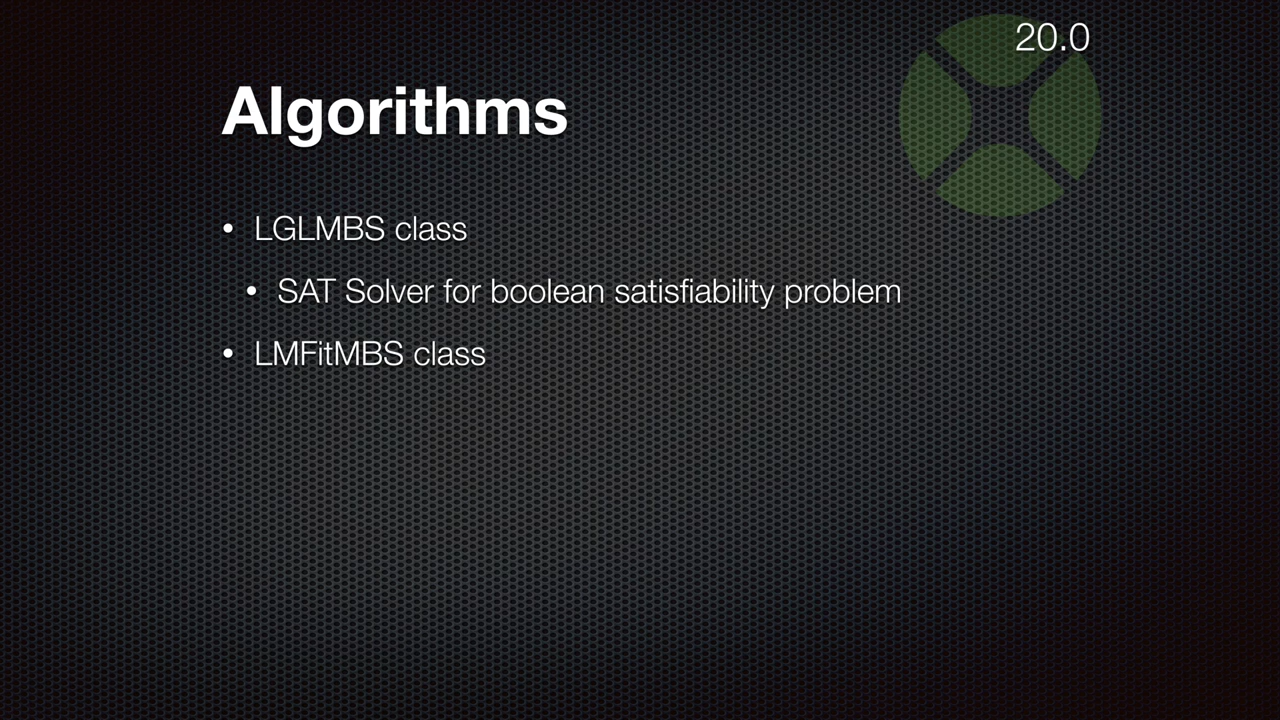 20.0
Algorithms
• LGLMBS class
• SAT Solver for boolean satisfiability problem
• LMFitMBS class